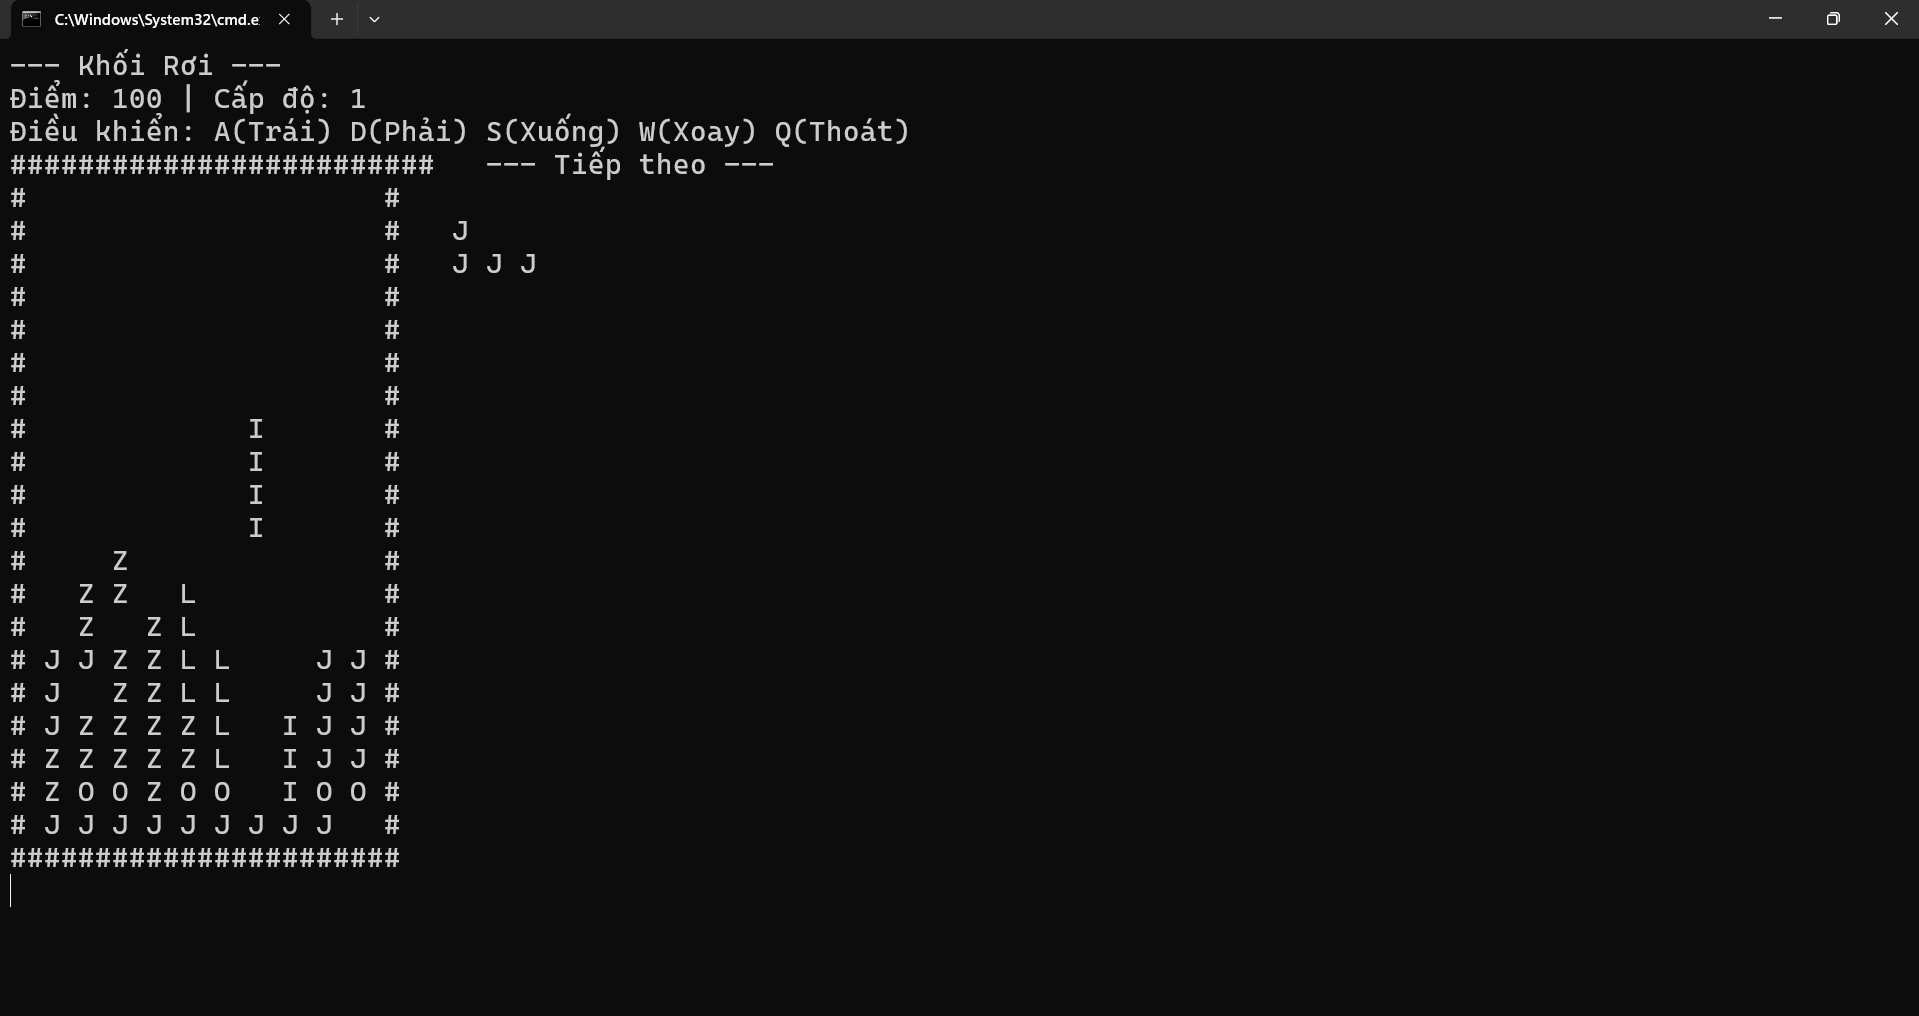 C:\Windows\System32\cmd.e
--- Khối Rơi ---
Điểm: 100 | Cấp độ: 1
Điều khiển: A(Trái) D(Phải) S(Xuống) W(Xoay) Q(Thoát)
#########################   --- Tiếp theo ---
#                     #
#                     #   J
#                     #   J J J
#                     #
#                     #
#                     #
#                     #
#             I       #
#             I       #
#             I       #
#             I       #
#     Z               #
#   Z Z   L           #
#   Z   Z L           #
# J J Z Z L L     J J #
# J   Z Z L L     J J #
# J Z Z Z Z L   I J J #
# Z Z Z Z Z L   I J J #
# Z O O Z O O   I O O #
# J J J J J J J J J   #
#######################